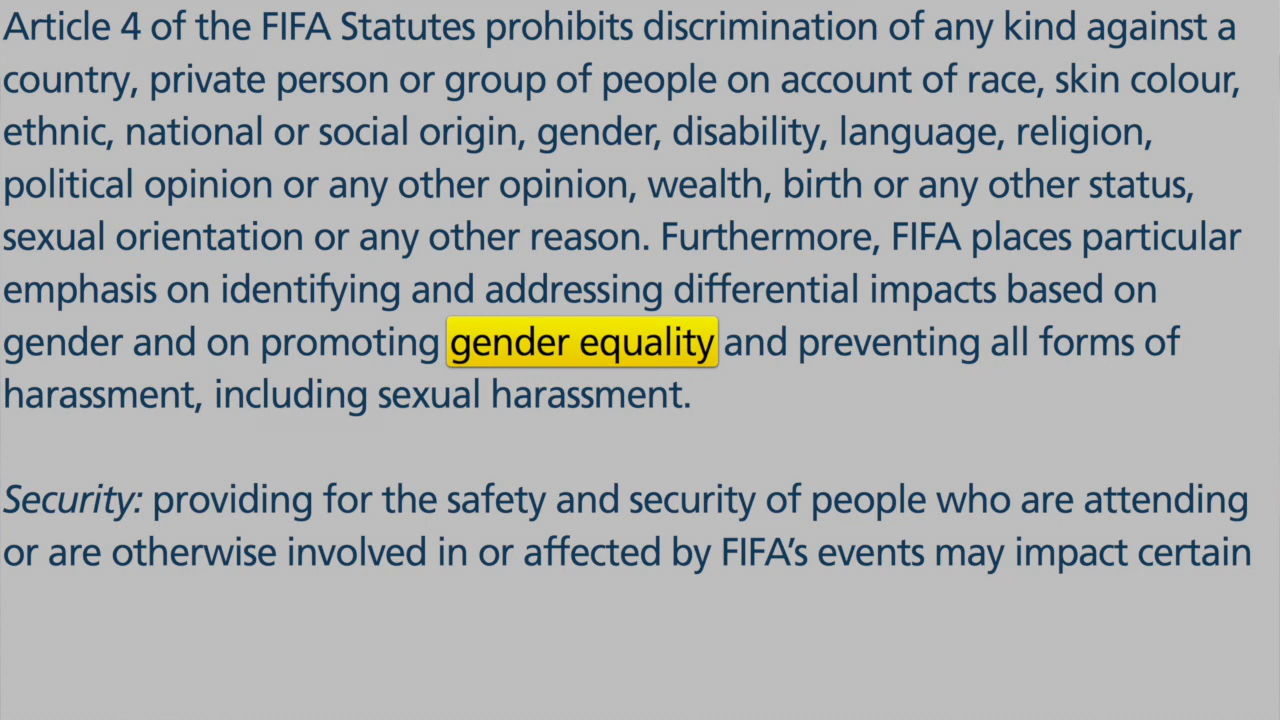 Article 4 of the FIFA Statutes prohibits discrimination of any kind against a
country, private person or group of people on account of race, skin colour,
ethnic, national or social origin, gender, disability, language, religion,
political opinion or any other opinion, wealth, birth or any other status,
sexual orientation or any other reason. Furthermore, FIFA places particular
emphasis on identifying and addressing differential impacts based on
gender and on promoting gender equality and preventing all forms of
harassment, including sexual harassment.
Security: providing for the safety and security of people who are attending
or are otherwise involved in or affected by FIFA’s events may impact certain